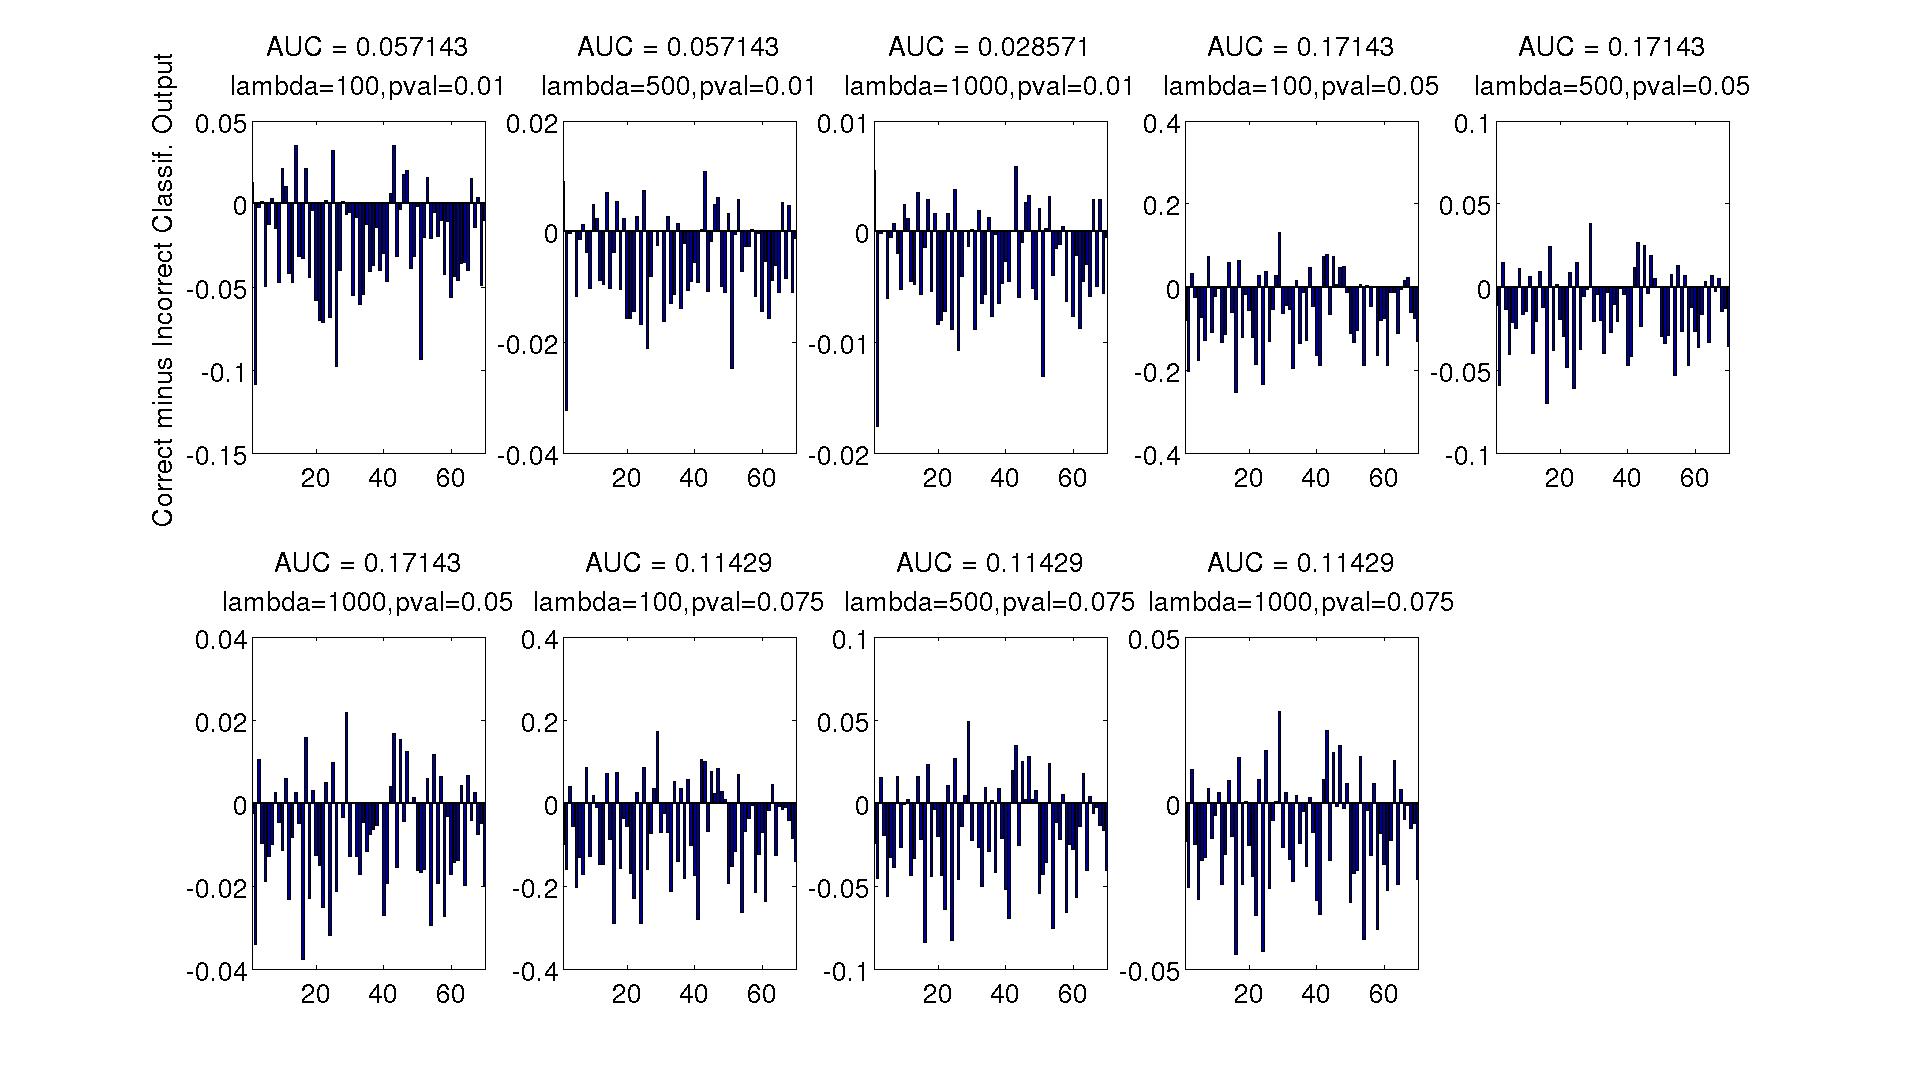 AUC = 0.057143
lambda=100,pval=0.01
Correct minus Incorrect Classif. Output
0.05
0
-0.05
-0.1
-0.15
20 40 60
AUC = 0.057143
lambda=500,pval=0.01
0.02
0
-0.02
-0.04
20 40 60
AUC = 0.028571
lambda=1000,pval=0.01
0.01
0
-0.01
-0.02
20 40 60
AUC = 0.17143
lambda=100,pval=0.05
0.4
0.2
0
-0.2
-0.4
20 40 60
AUC = 0.17143
lambda=500,pval=0.05
0.1
0.05
0
-0.05
-0.1
20 40 60
AUC = 0.17143
lambda=1000,pval=0.05
0.04
0.02
0
-0.02
-0.04
20 40 60
AUC = 0.11429
lambda=100,pval=0.075
0.4
0.2
0
-0.2
-0.4
20 40 60
AUC = 0.11429
lambda=500,pval=0.075
0.1
0.05
0
-0.05
-0.1
20 40 60
AUC = 0.11429
lambda=1000,pval=0.075
0.05
0
-0.05
20 40 60